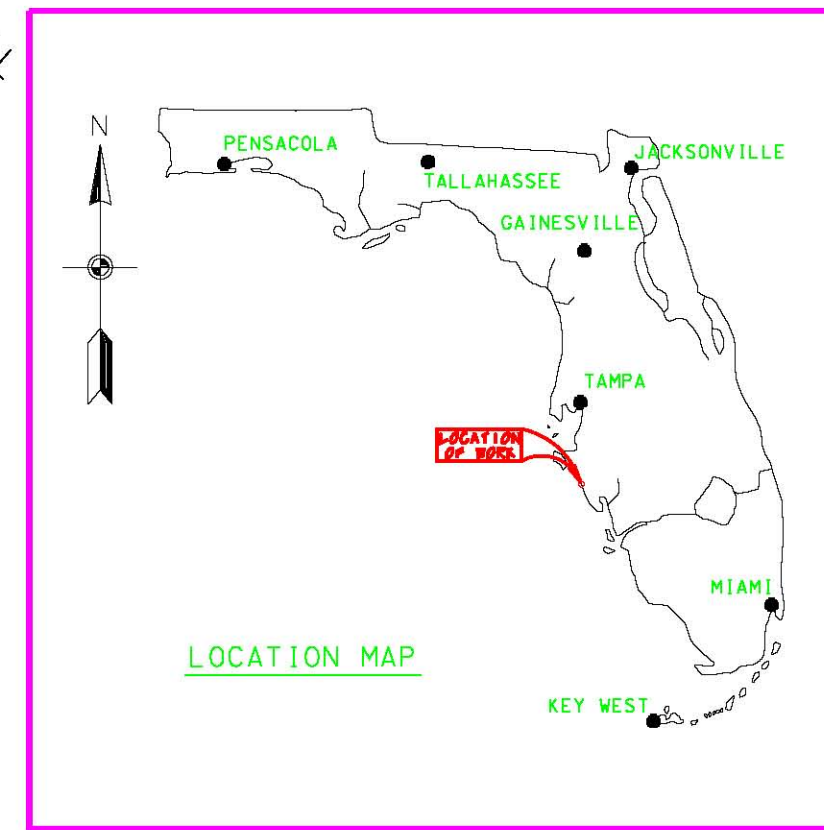 N
PENSACOLA
TALLAHASSEE
JACKSONVILLE
GAINESVILLE
TAMPA
LOCATION
OF WORK
MIAMI
LOCATION MAP
KEY WEST